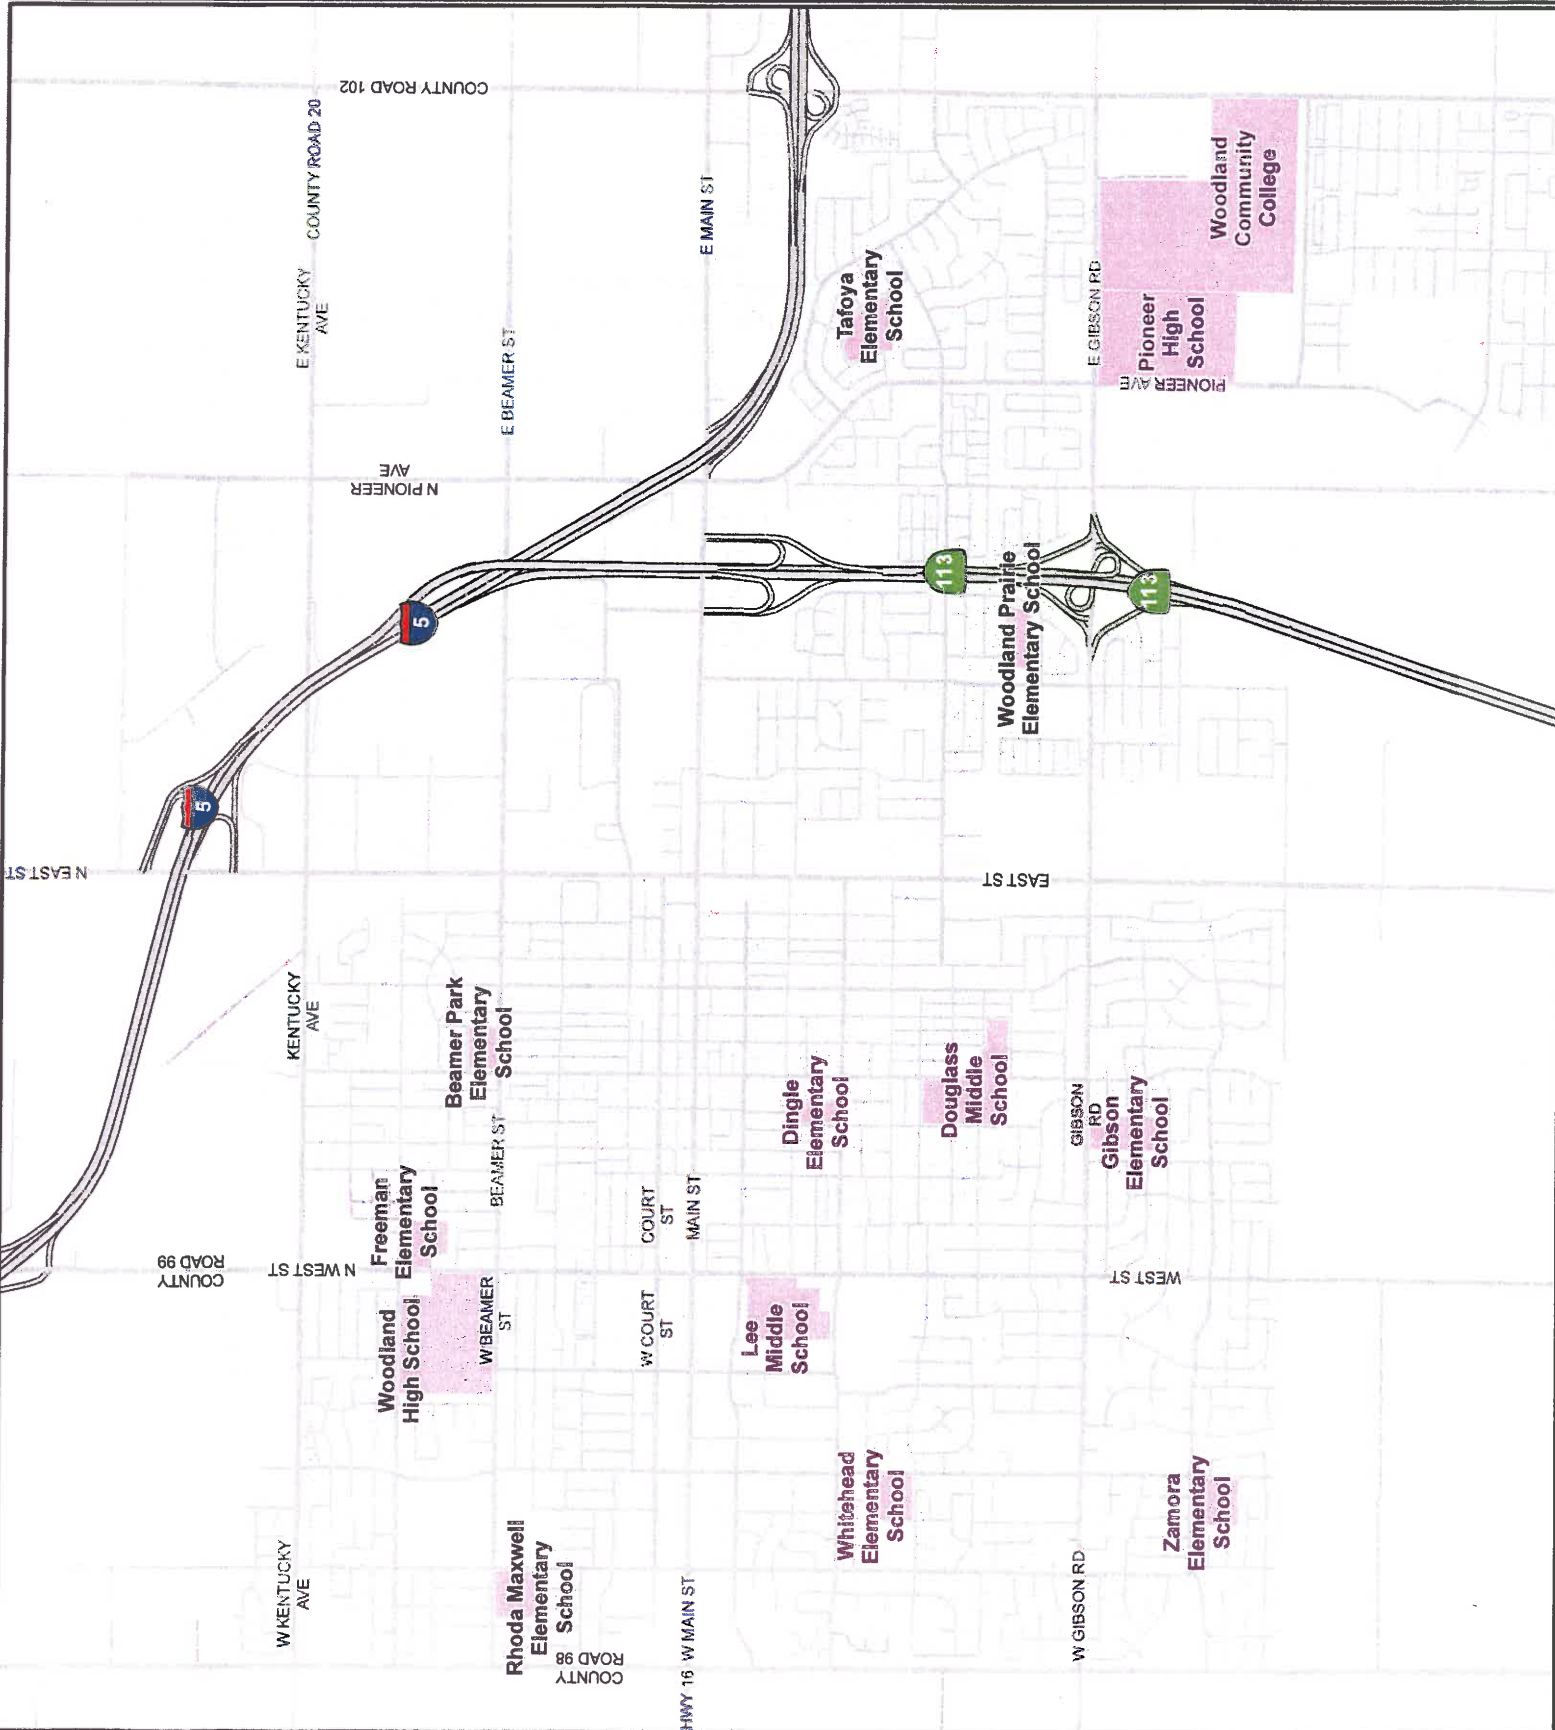 COUNTY ROAD 102
COUNTY ROAD 20
E KENTUCKY
AVE
E BEAMER ST
E MAIN ST
N PIONEER
AVE
Tafoya
Elementary
School
E GIBSON RD
Pioneer
High
School
PIONEER AVE
Woodland
Community
College
5
5
113
113
Woodland Prairie
Elementary School
N EAST ST
EAST ST
KENTUCKY
AVE
Beamer Park
Elementary
School
BEAMER ST
Freeman
Elementary
School
COUNTY
ROAD 99
N WEST ST
Woodland
High School
W BEAMER
ST
COURT
ST
MAIN ST
W COURT
ST
Dingle
Elementary
School
Douglass
Middle
School
GIBSON
RD
Gibson
Elementary
School
WEST ST
Lee
Middle
School
Whitehead
Elementary
School
Zamora
Elementary
School
W GIBSON RD
W KENTUCKY
AVE
Rhoda Maxwell
Elementary
School
COUNTY
ROAD 98
HWY 16 W MAIN ST